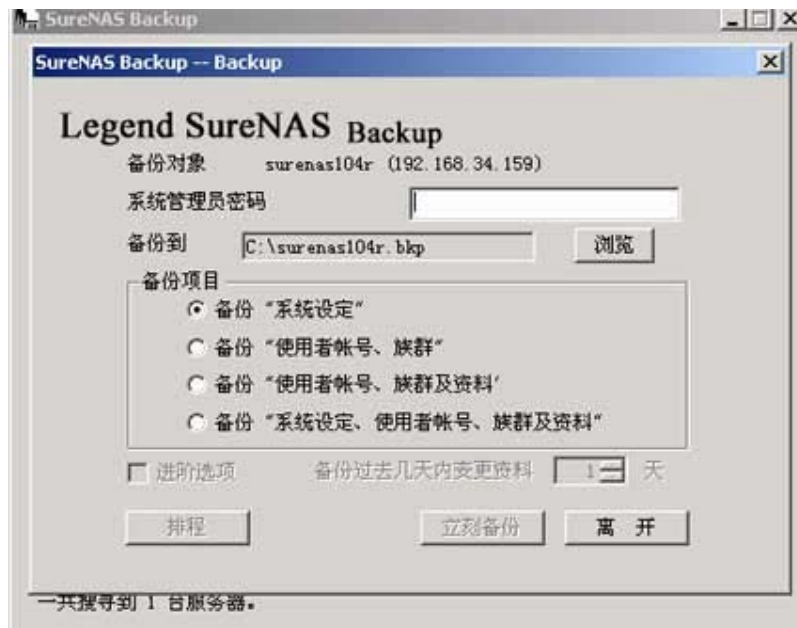 SureNAS Backup
SureNAS Backup -- Backup
Legend SureNAS Backup
备份对象 surenas104r (192.168.34.159)
系统管理员密码
备份到 C:\surenas104r.bkp 浏览
备份项目
备份 “系统设定”
备份 “使用者帐号、族群”
备份 “使用者帐号、族群及资料’
备份 “系统设定、使用者帐号、族群及资料”
进阶选项 备份过去几天内变更资料 1 天
排程 立刻备份 离 开
一共搜寻到 1 台服务器。